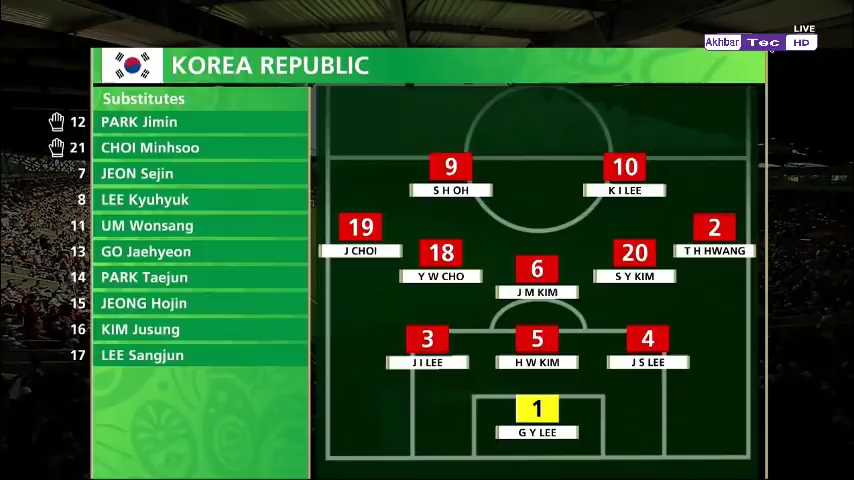 LIVE
Akhbar Tec HD
KOREA REPUBLIC
Substitutes
12 PARK Jimin
21 CHOI Minhsoo
7 JEON Sejin
8 LEE Kyuhyuk
11 UM Wonsang
13 GO Jaehyeon
14 PARK Taejun
15 JEONG Hojin
16 KIM Jusung
17 LEE Sangjun
9 10
S H OH K I LEE
19 2
J CHOI T H HWANG
18 20
Y W CHO S Y KIM
6
J M KIM
3 5 4
J I LEE H W KIM J S LEE
1
G Y LEE